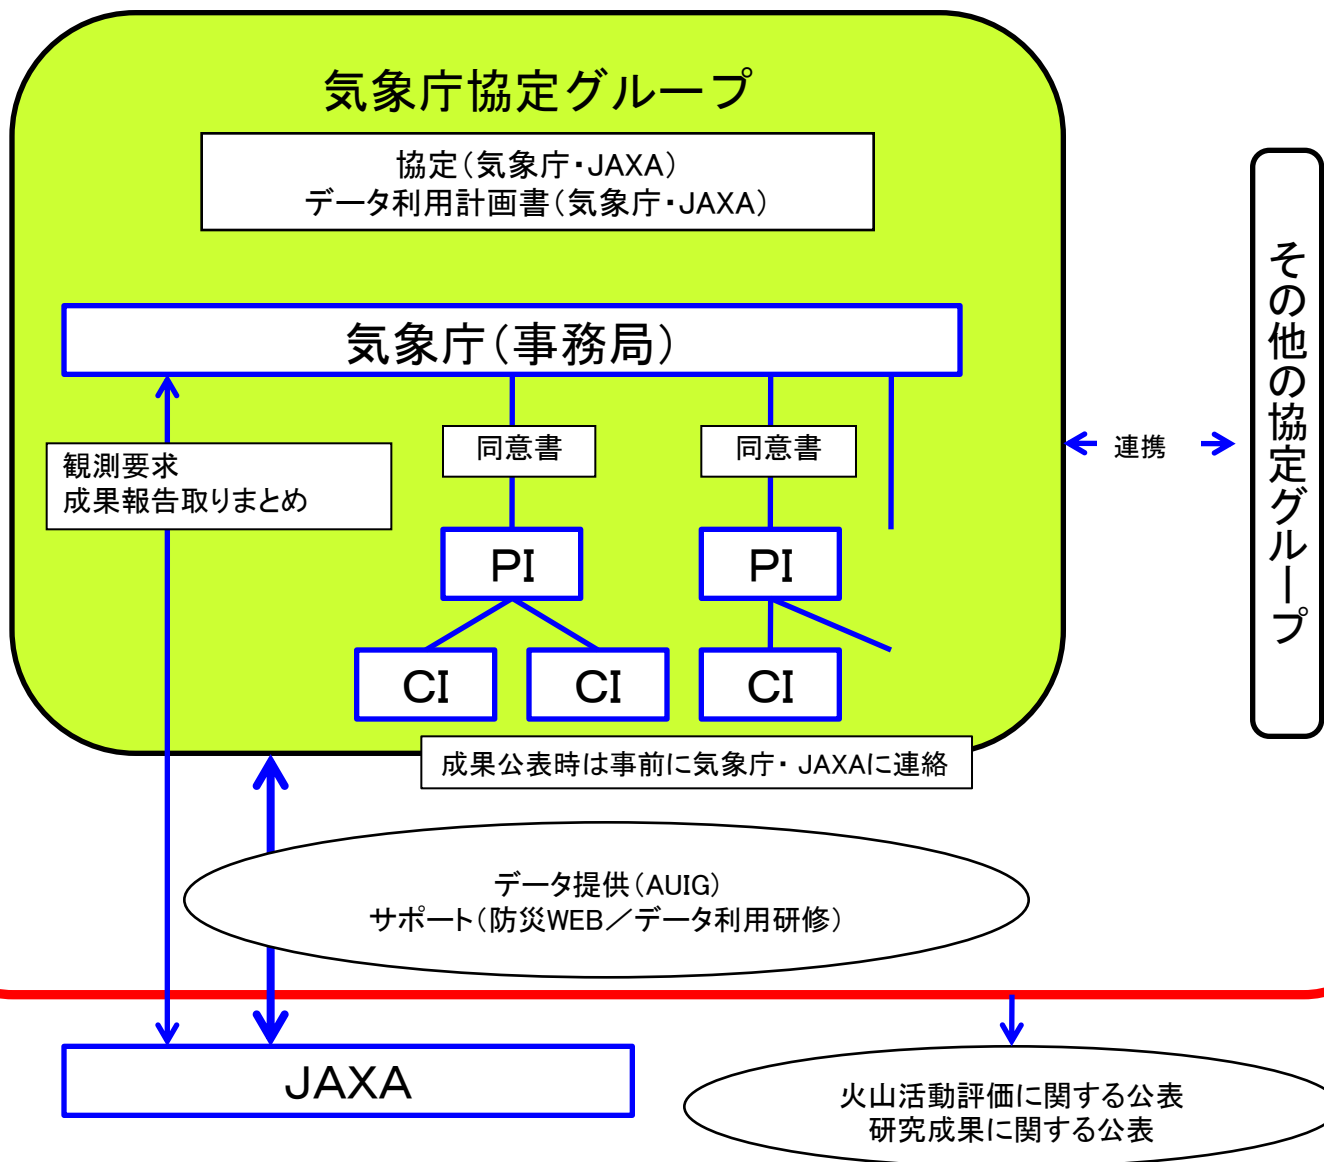 気象庁協定グループ
協定(気象庁・JAXA)
データ利用計画書(気象庁・JAXA)
気象庁(事務局)
同意書
同意書
観測要求
成果報告取りまとめ
連携
その他の協定グループ
PI
PI
CI
CI
CI
成果公表時は事前に気象庁・ JAXAに連絡
データ提供(AUIG)
サポート(防災WEB/データ利用研修)
JAXA
火山活動評価に関する公表
研究成果に関する公表